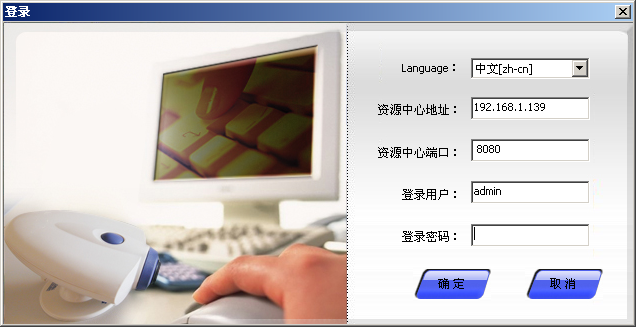 登录
Language： 中文[zh-cn]
资源中心地址： 192.168.1.139
资源中心端口： 8080
登录用户： admin
登录密码：
确定 取消